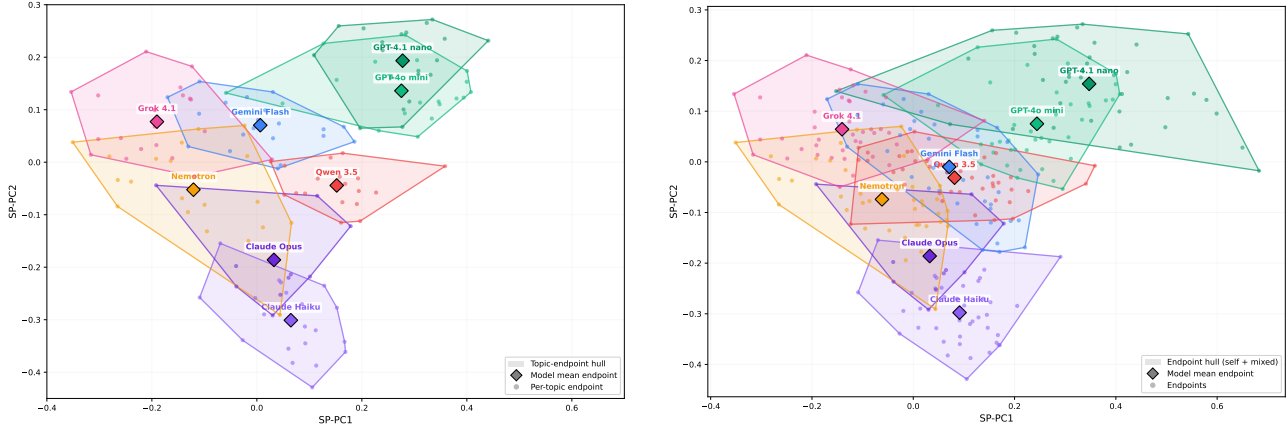 0.3
0.2
0.1
0.0
−0.1
−0.2
−0.3
−0.4
SP-PC2
−0.4
−0.2
0.0
0.2
0.4
0.6
SP-PC1
GPT-4.1 nano
GPT-4o mini
Grok 4.1
Gemini Flash
Qwen 3.5
Nemotron
Claude Opus
Claude Haiku
Topic-endpoint hull
Model mean endpoint
Per-topic endpoint
0.3
0.2
0.1
0.0
−0.1
−0.2
−0.3
−0.4
SP-PC2
−0.4
−0.2
0.0
0.2
0.4
0.6
SP-PC1
GPT-4.1 nano
GPT-4o mini
Grok 4.1
Gemini Flash
Qwen 3.5
Nemotron
Claude Opus
Claude Haiku
Endpoint hull (self + mixed)
Model mean endpoint
Endpoints